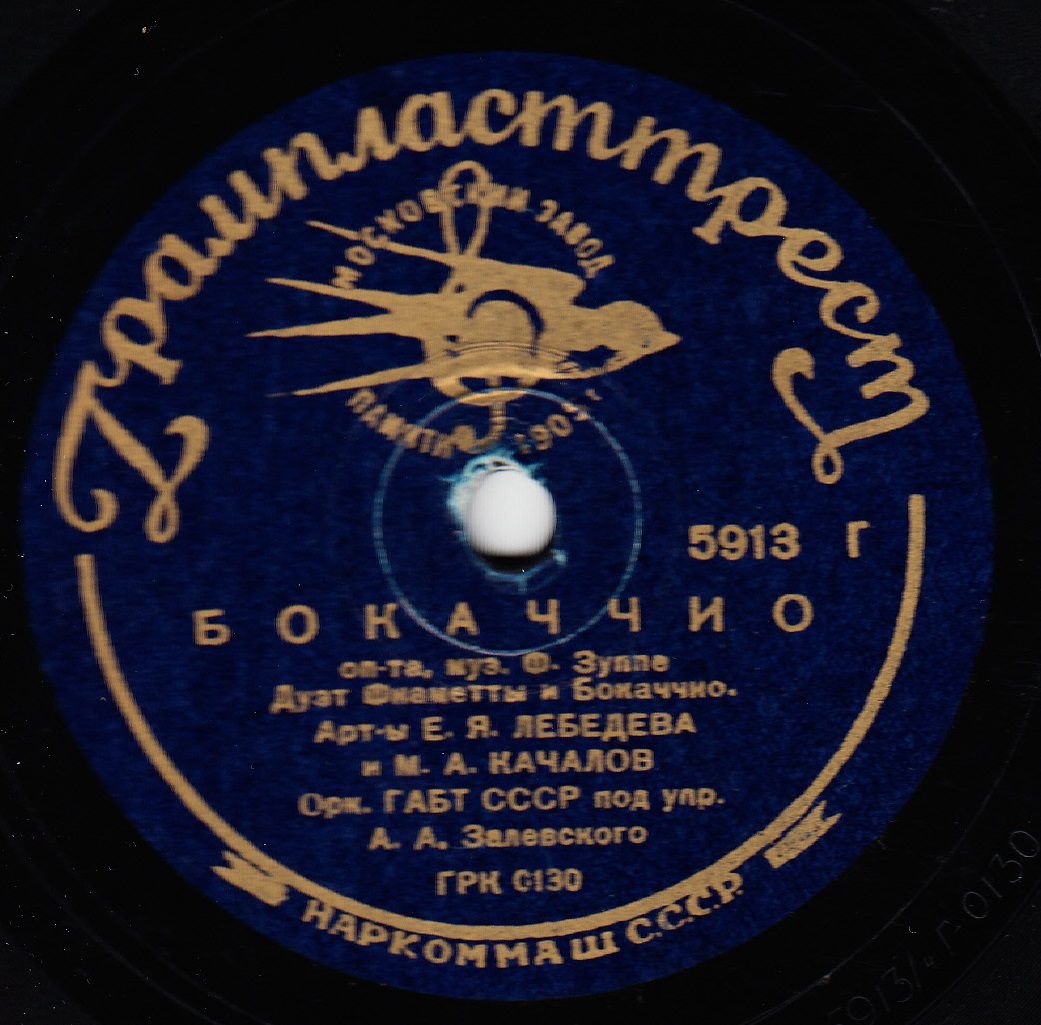 Грампласттрест
МОСКОВСКИЙ ЗАВОД
ПАМЯТИ 1905 г.
5913 Г
БОКАЧЧИО
оп-та, муз. Ф. Зуппе
Дуэт Фиаметты и Бокаччио.
Арт-ы Е. Я. ЛЕБЕДЕВА
и М. А. КАЧАЛОВ
Орк. ГАБТ СССР под упр.
А. А. Залевского
ГРК 0130
НАРКОММАШ С.С.С.Р.